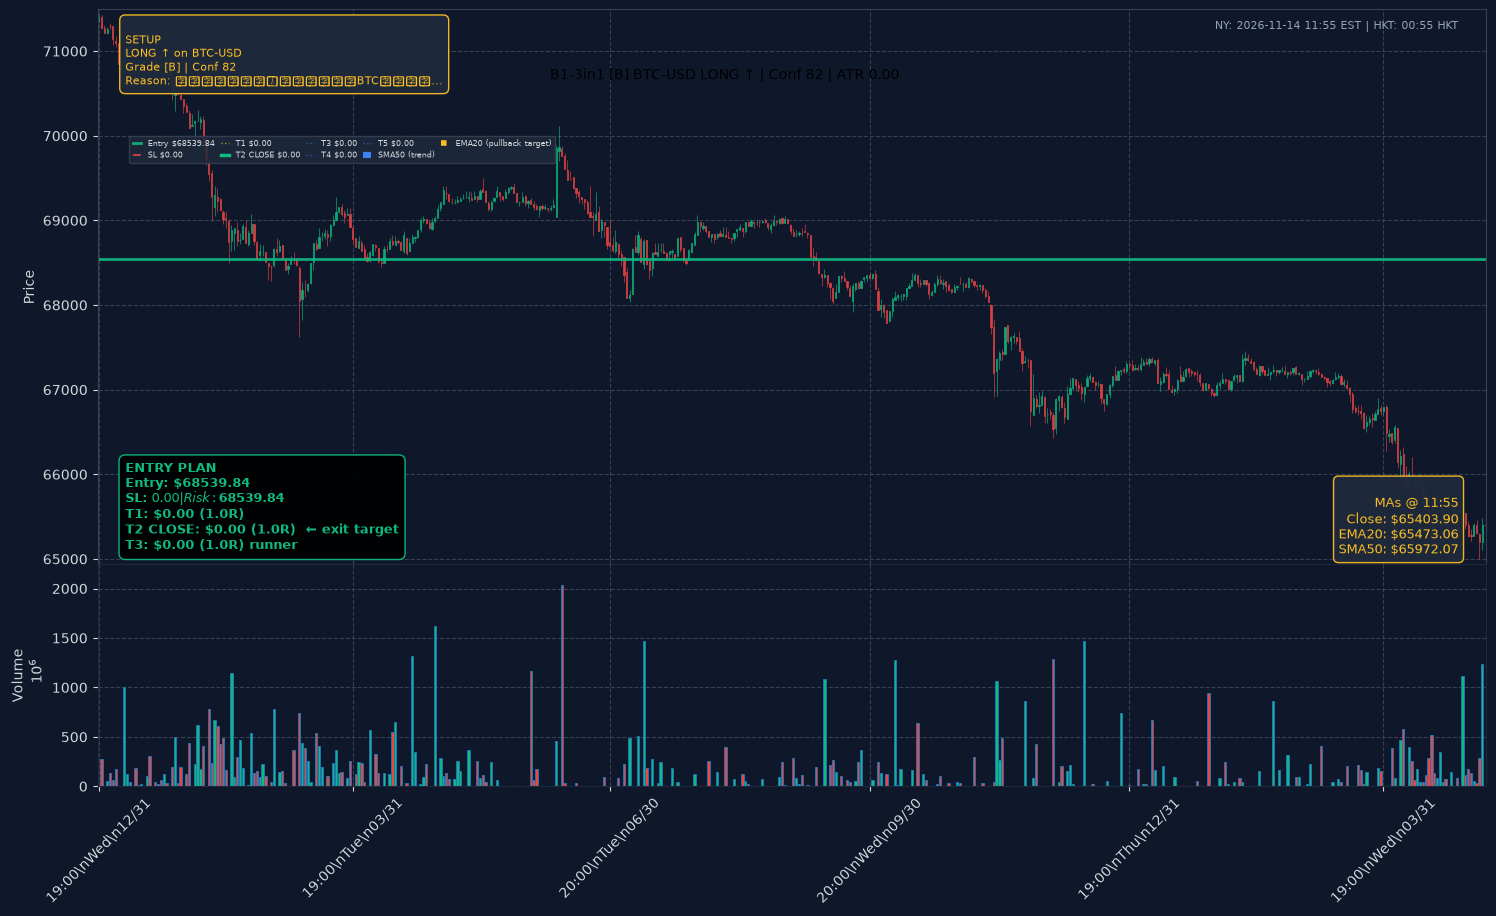 NY: 2026-11-14 11:55 EST | HKT: 00:55 HKT
SETUP
LONG ↑ on BTC-USD
Grade [B] | Conf 82
Reason: T BTC ...
B1-3in1 [B] BTC-USD LONG ↑ | Conf 82 | ATR 0.00
Entry $68539.84
T1 $0.00
T3 $0.00
T5 $0.00
EMA20 (pullback target)
SL $0.00
T2 CLOSE $0.00
T4 $0.00
SMA50 (trend)
Price
71000
70000
69000
68000
67000
66000
65000
ENTRY PLAN
Entry: $68539.84
SL: 0.00|Risk:68539.84
T1: $0.00 (1.0R)
T2 CLOSE: $0.00 (1.0R) ← exit target
T3: $0.00 (1.0R) runner
MAs @ 11:55
Close: $65403.90
EMA20: $65473.06
SMA50: $65972.07
Volume
10⁶
2000
1500
1000
500
0
19:00\nWed\n12/31
19:00\nTue\n03/31
20:00\nTue\n06/30
20:00\nWed\n09/30
19:00\nThu\n12/31
19:00\nWed\n03/31